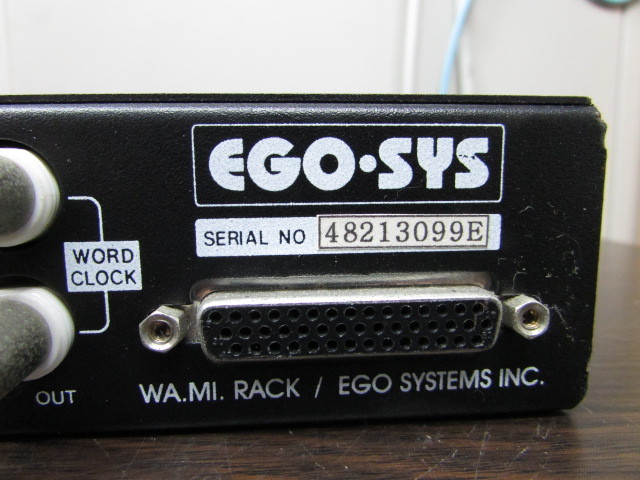 EGO•SYS
SERIAL NO 48213099E
WORD
CLOCK
OUT
WA.MI. RACK / EGO SYSTEMS INC.